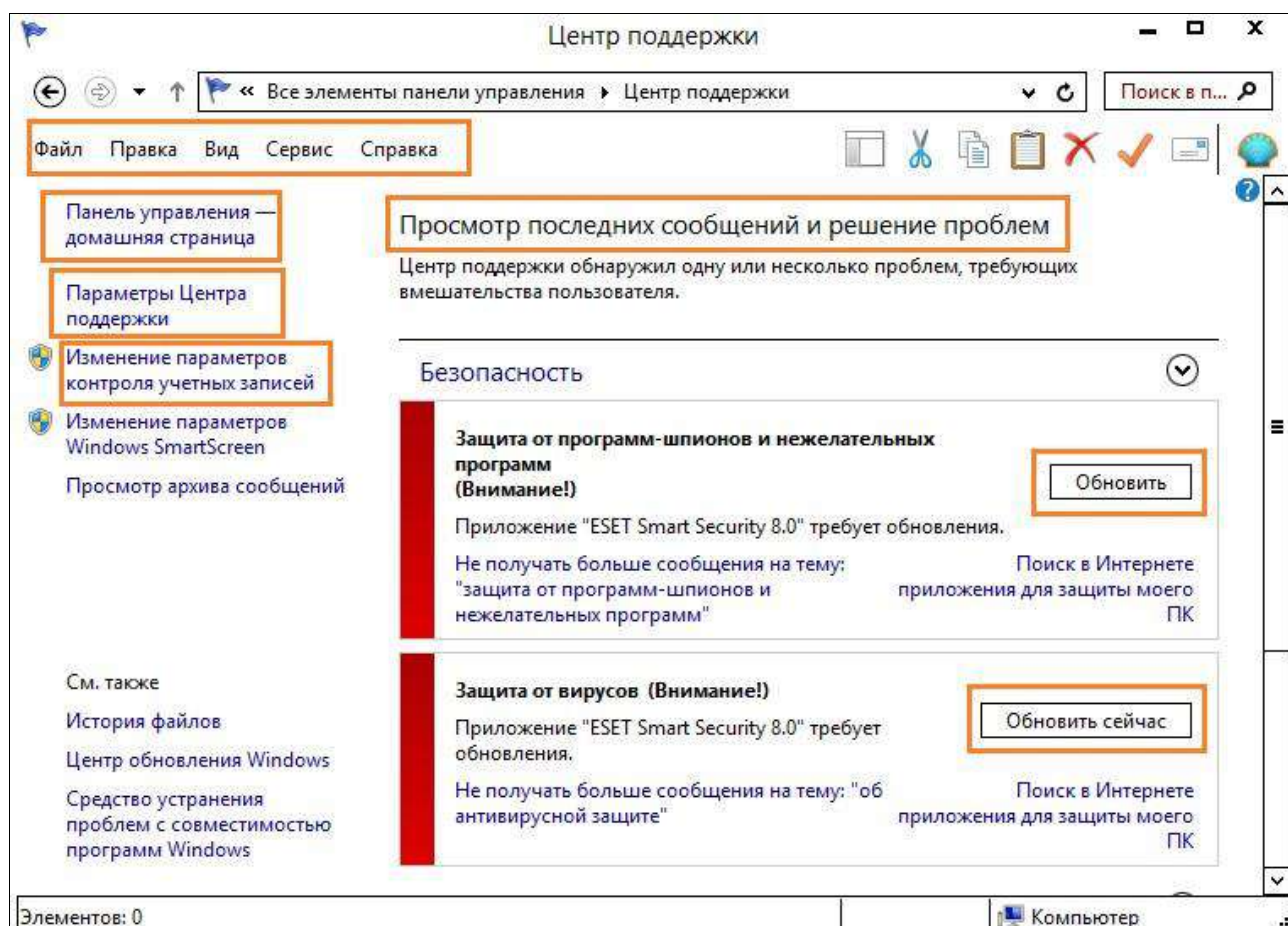 Центр поддержки
« Все элементы панели управления Центр поддержки
Поиск в п...
Файл Правка Вид Сервис Справка
Панель управления —
домашняя страница
Параметры Центра
поддержки
Изменение параметров
контроля учетных записей
Изменение параметров
Windows SmartScreen
Просмотр архива сообщений
См. также
История файлов
Центр обновления Windows
Средство устранения
проблем с совместимостью
программ Windows
Просмотр последних сообщений и решение проблем
Центр поддержки обнаружил одну или несколько проблем, требующих
вмешательства пользователя.
Безопасность
Защита от программ-шпионов и нежелательных
программ
(Внимание!)
Обновить
Приложение "ESET Smart Security 8.0" требует обновления.
Не получать больше сообщения на тему:
"защита от программ-шпионов и
нежелательных программ"
Поиск в Интернете
приложения для защиты моего
ПК
Защита от вирусов (Внимание!)
Обновить сейчас
Приложение "ESET Smart Security 8.0" требует
обновления.
Не получать больше сообщения на тему: "об
антивирусной защите"
Поиск в Интернете
приложения для защиты моего
ПК
Элементов: 0
Компьютер